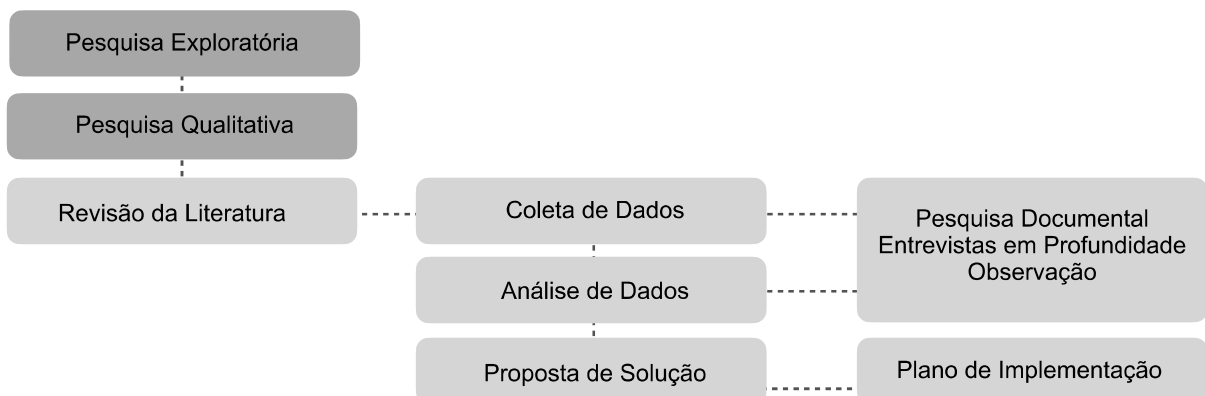 Pesquisa Exploratória
Pesquisa Qualitativa
Revisão da Literatura
Coleta de Dados
Pesquisa Documental
Entrevistas em Profundidade
Observação
Análise de Dados
Proposta de Solução
Plano de Implementação